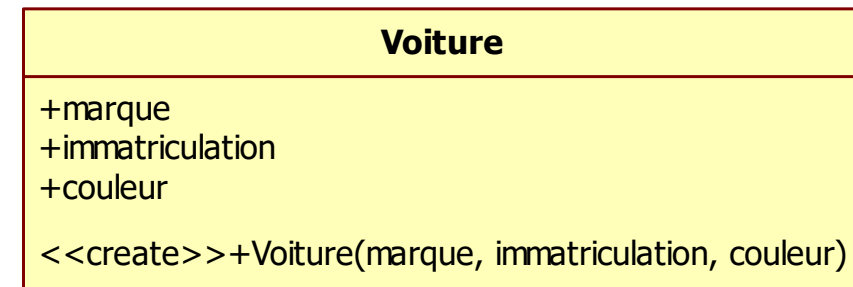 Voiture
+marque
+immatriculation
+couleur
<<create>>+Voiture(marque, immatriculation, couleur)